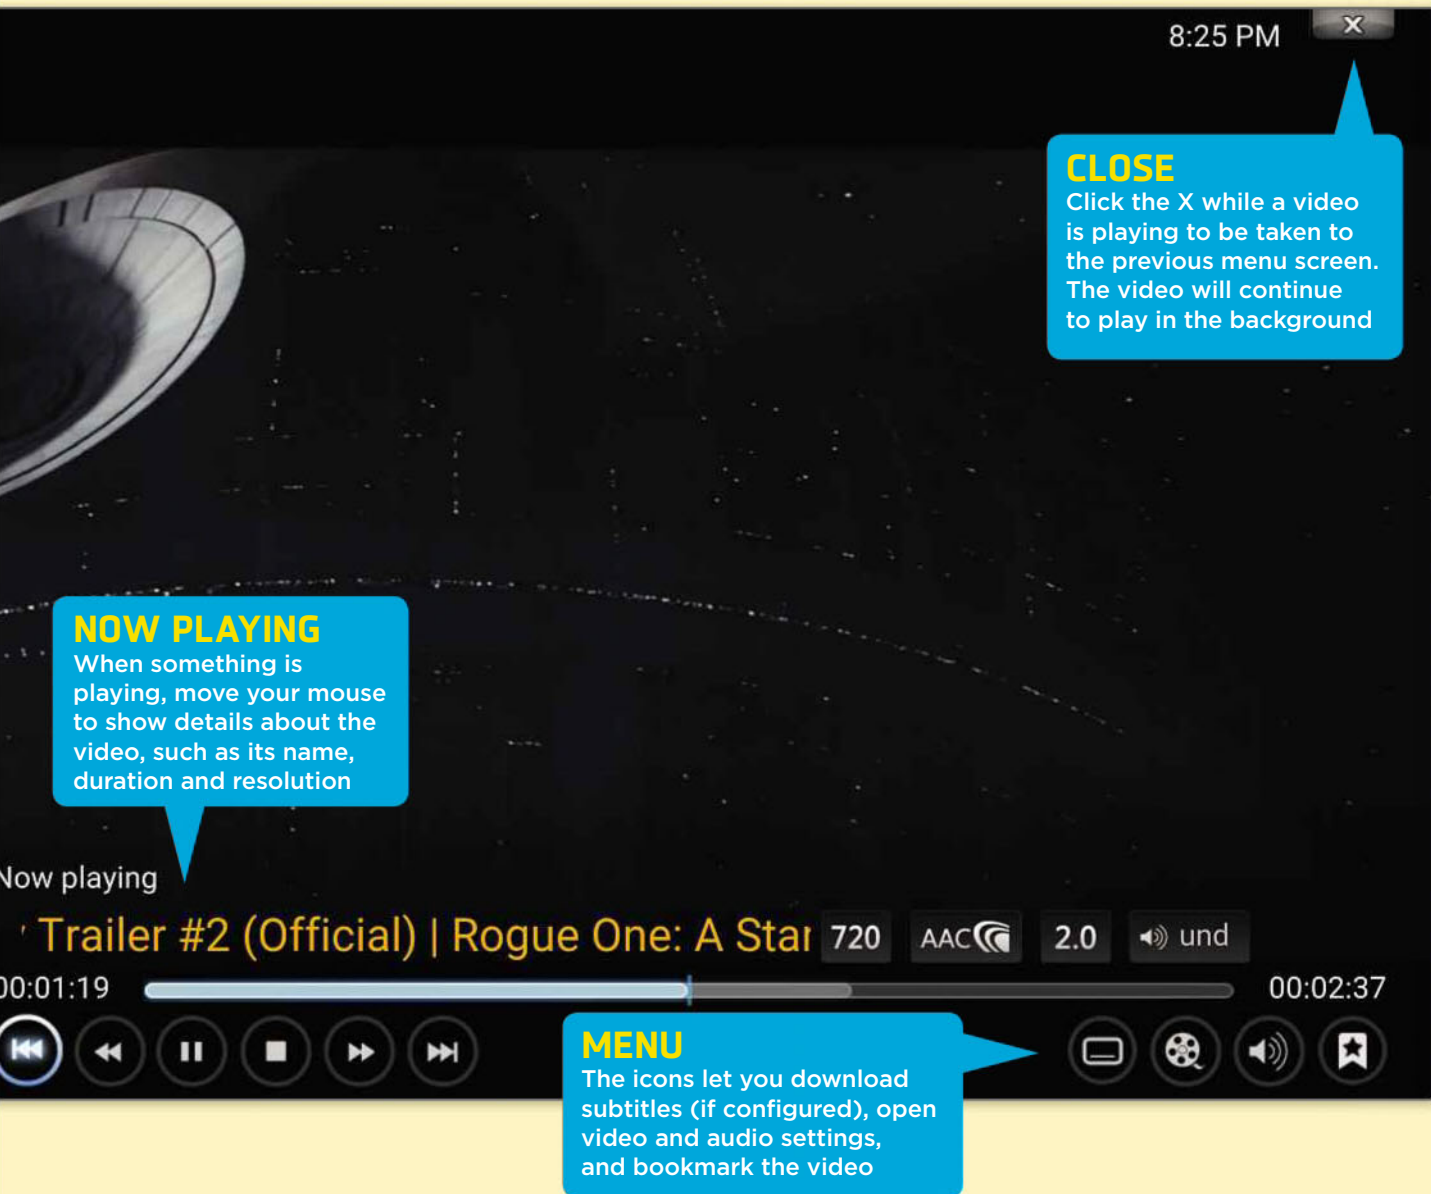 8:25 PM
X
CLOSE
Click the X while a video
is playing to be taken to
the previous menu screen.
The video will continue
to play in the background
NOW PLAYING
When something is
playing, move your mouse
to show details about the
video, such as its name,
duration and resolution
Now playing
Trailer #2 (Official) | Rogue One: A Star
720 AAC 2.0 und
00:01:19
00:02:37
MENU
The icons let you download
subtitles (if configured), open
video and audio settings,
and bookmark the video